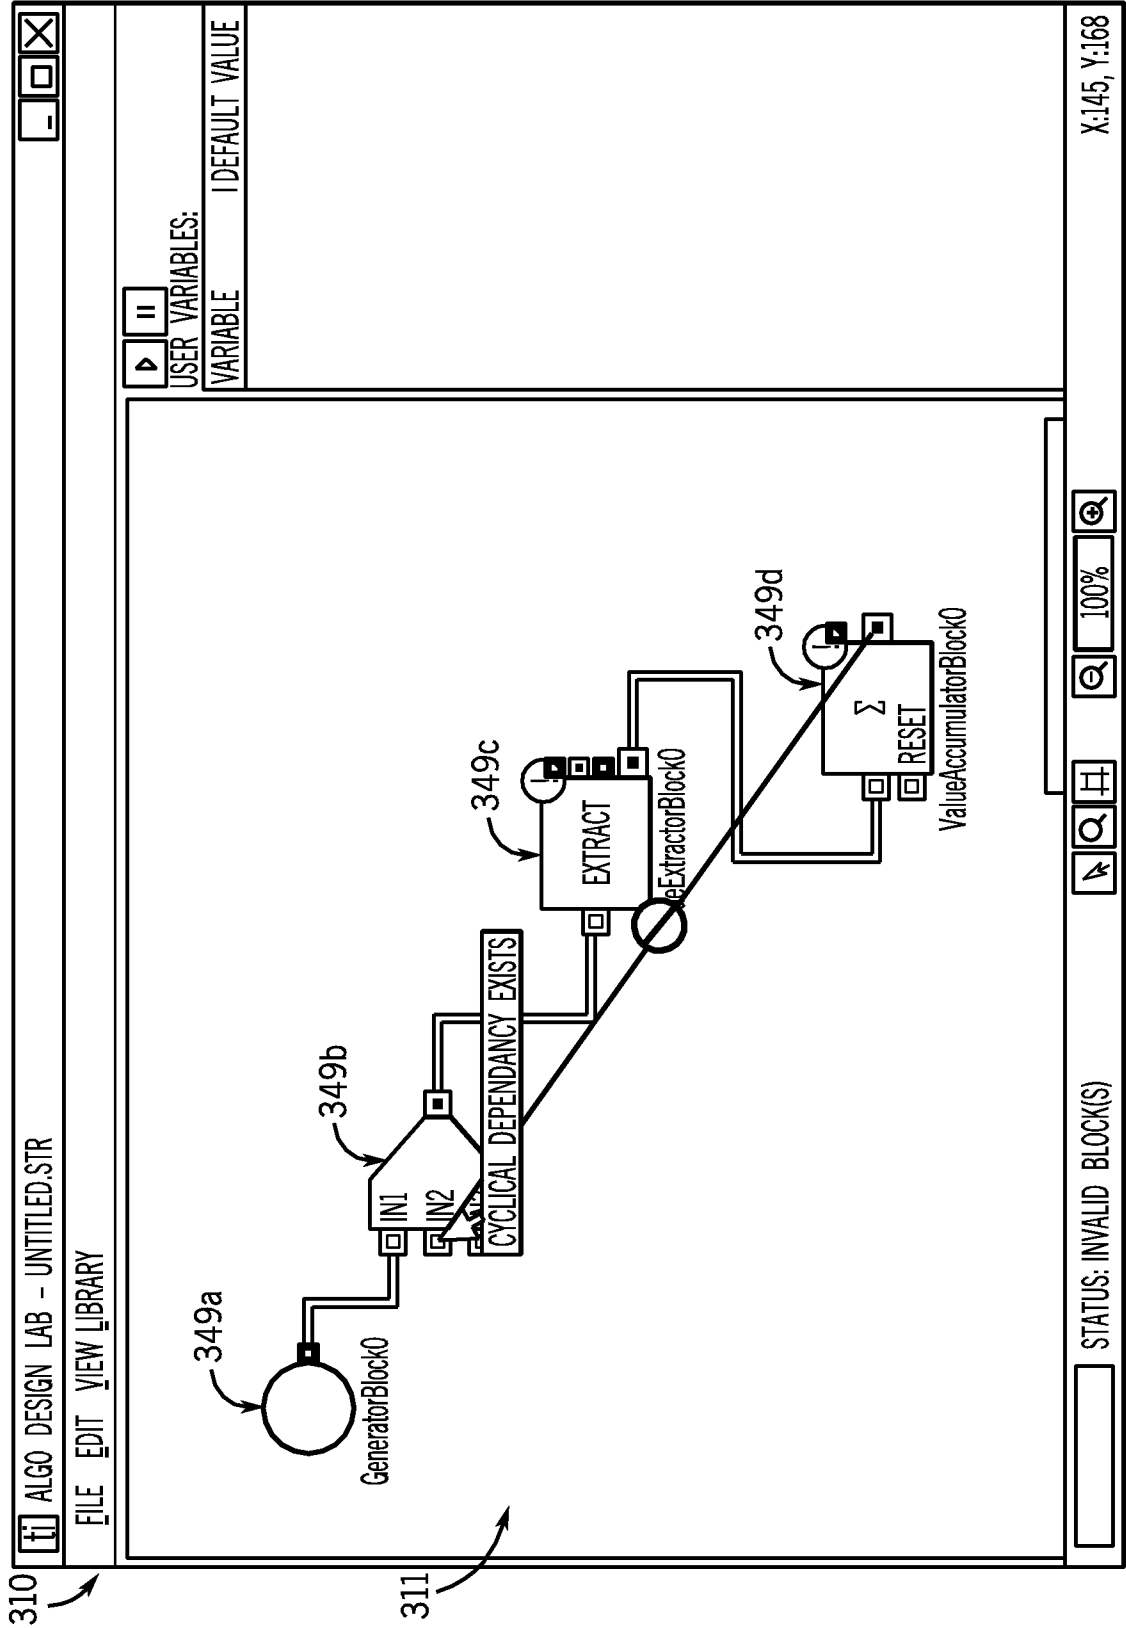 310
ti ALGO DESIGN LAB - UNTITLED.STR
FILE EDIT VIEW LIBRARY
USER VARIABLES:
VARIABLE | DEFAULT VALUE
311
349a
GeneratorBlock0
349b
IN1
IN2
CYCLICAL DEPENDANCY EXISTS
349c
EXTRACT
eExtractorBlock0
349d
Σ
RESET
ValueAccumulatorBlock0
STATUS: INVALID BLOCK(S)
100%
X:145, Y:168